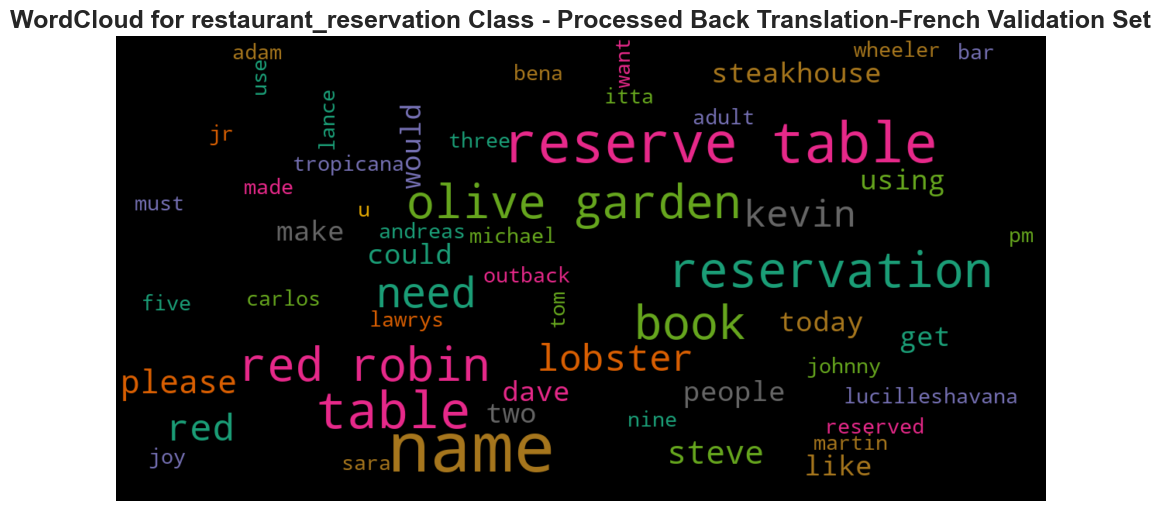 WordCloud for restaurant_reservation Class - Processed Back Translation-French Validation Set
adam
wheeler
bar
want
use
bena
steakhouse
itta
lance
adult
jr
would
three
reserve table
tropicana
using
made
olive garden
kevin
must
u
make
andreas
michael
pm
could
reservation
outback
need
five
carlos
tom
lawrys
book
today
get
red robin
lobster
johnny
please
dave
people
lucilleshavana
table
two
red
nine
reserved
name
steve
martin
joy
sara
like